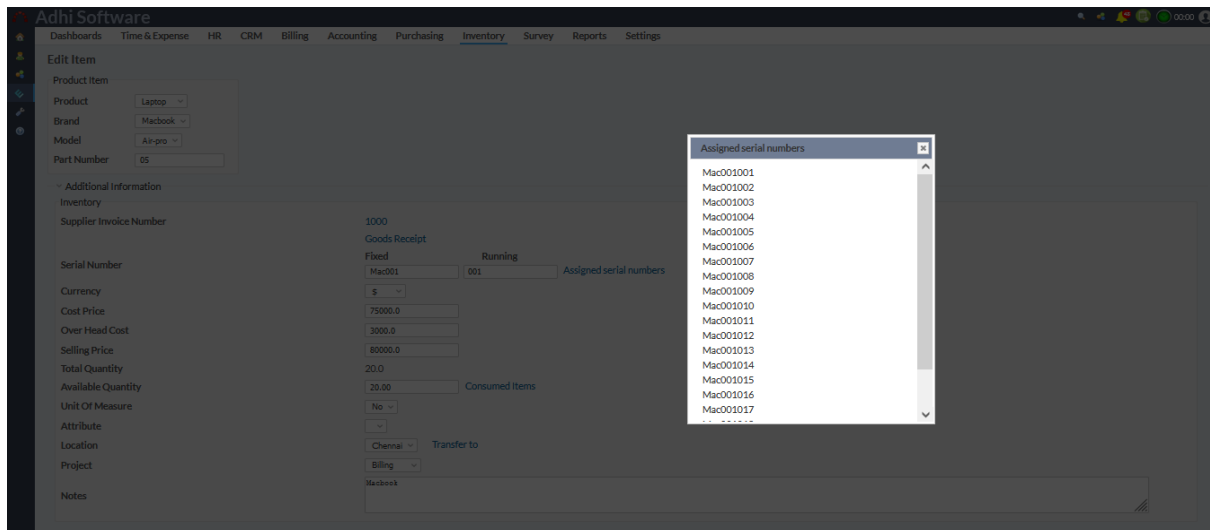 Adhi Software
00:00
Dashboards Time & Expense HR CRM Billing Accounting Purchasing Inventory Survey Reports Settings
Edit Item
Product Item
Product Laptop
Brand Macbook
Model Air-pro
Part Number 05
Additional Information
Inventory
Supplier Invoice Number 1000
Goods Receipt
Fixed Running
Serial Number Mac001 001 Assigned serial numbers
Currency $
Cost Price 75000.0
Over Head Cost 3000.0
Selling Price 80000.0
Total Quantity 20.0
Available Quantity 20.00 Consumed Items
Unit Of Measure No
Attribute
Location Chennai Transfer to
Project Billing
Notes Macbook
Assigned serial numbers
Mac001001
Mac001002
Mac001003
Mac001004
Mac001005
Mac001006
Mac001007
Mac001008
Mac001009
Mac001010
Mac001011
Mac001012
Mac001013
Mac001014
Mac001015
Mac001016
Mac001017